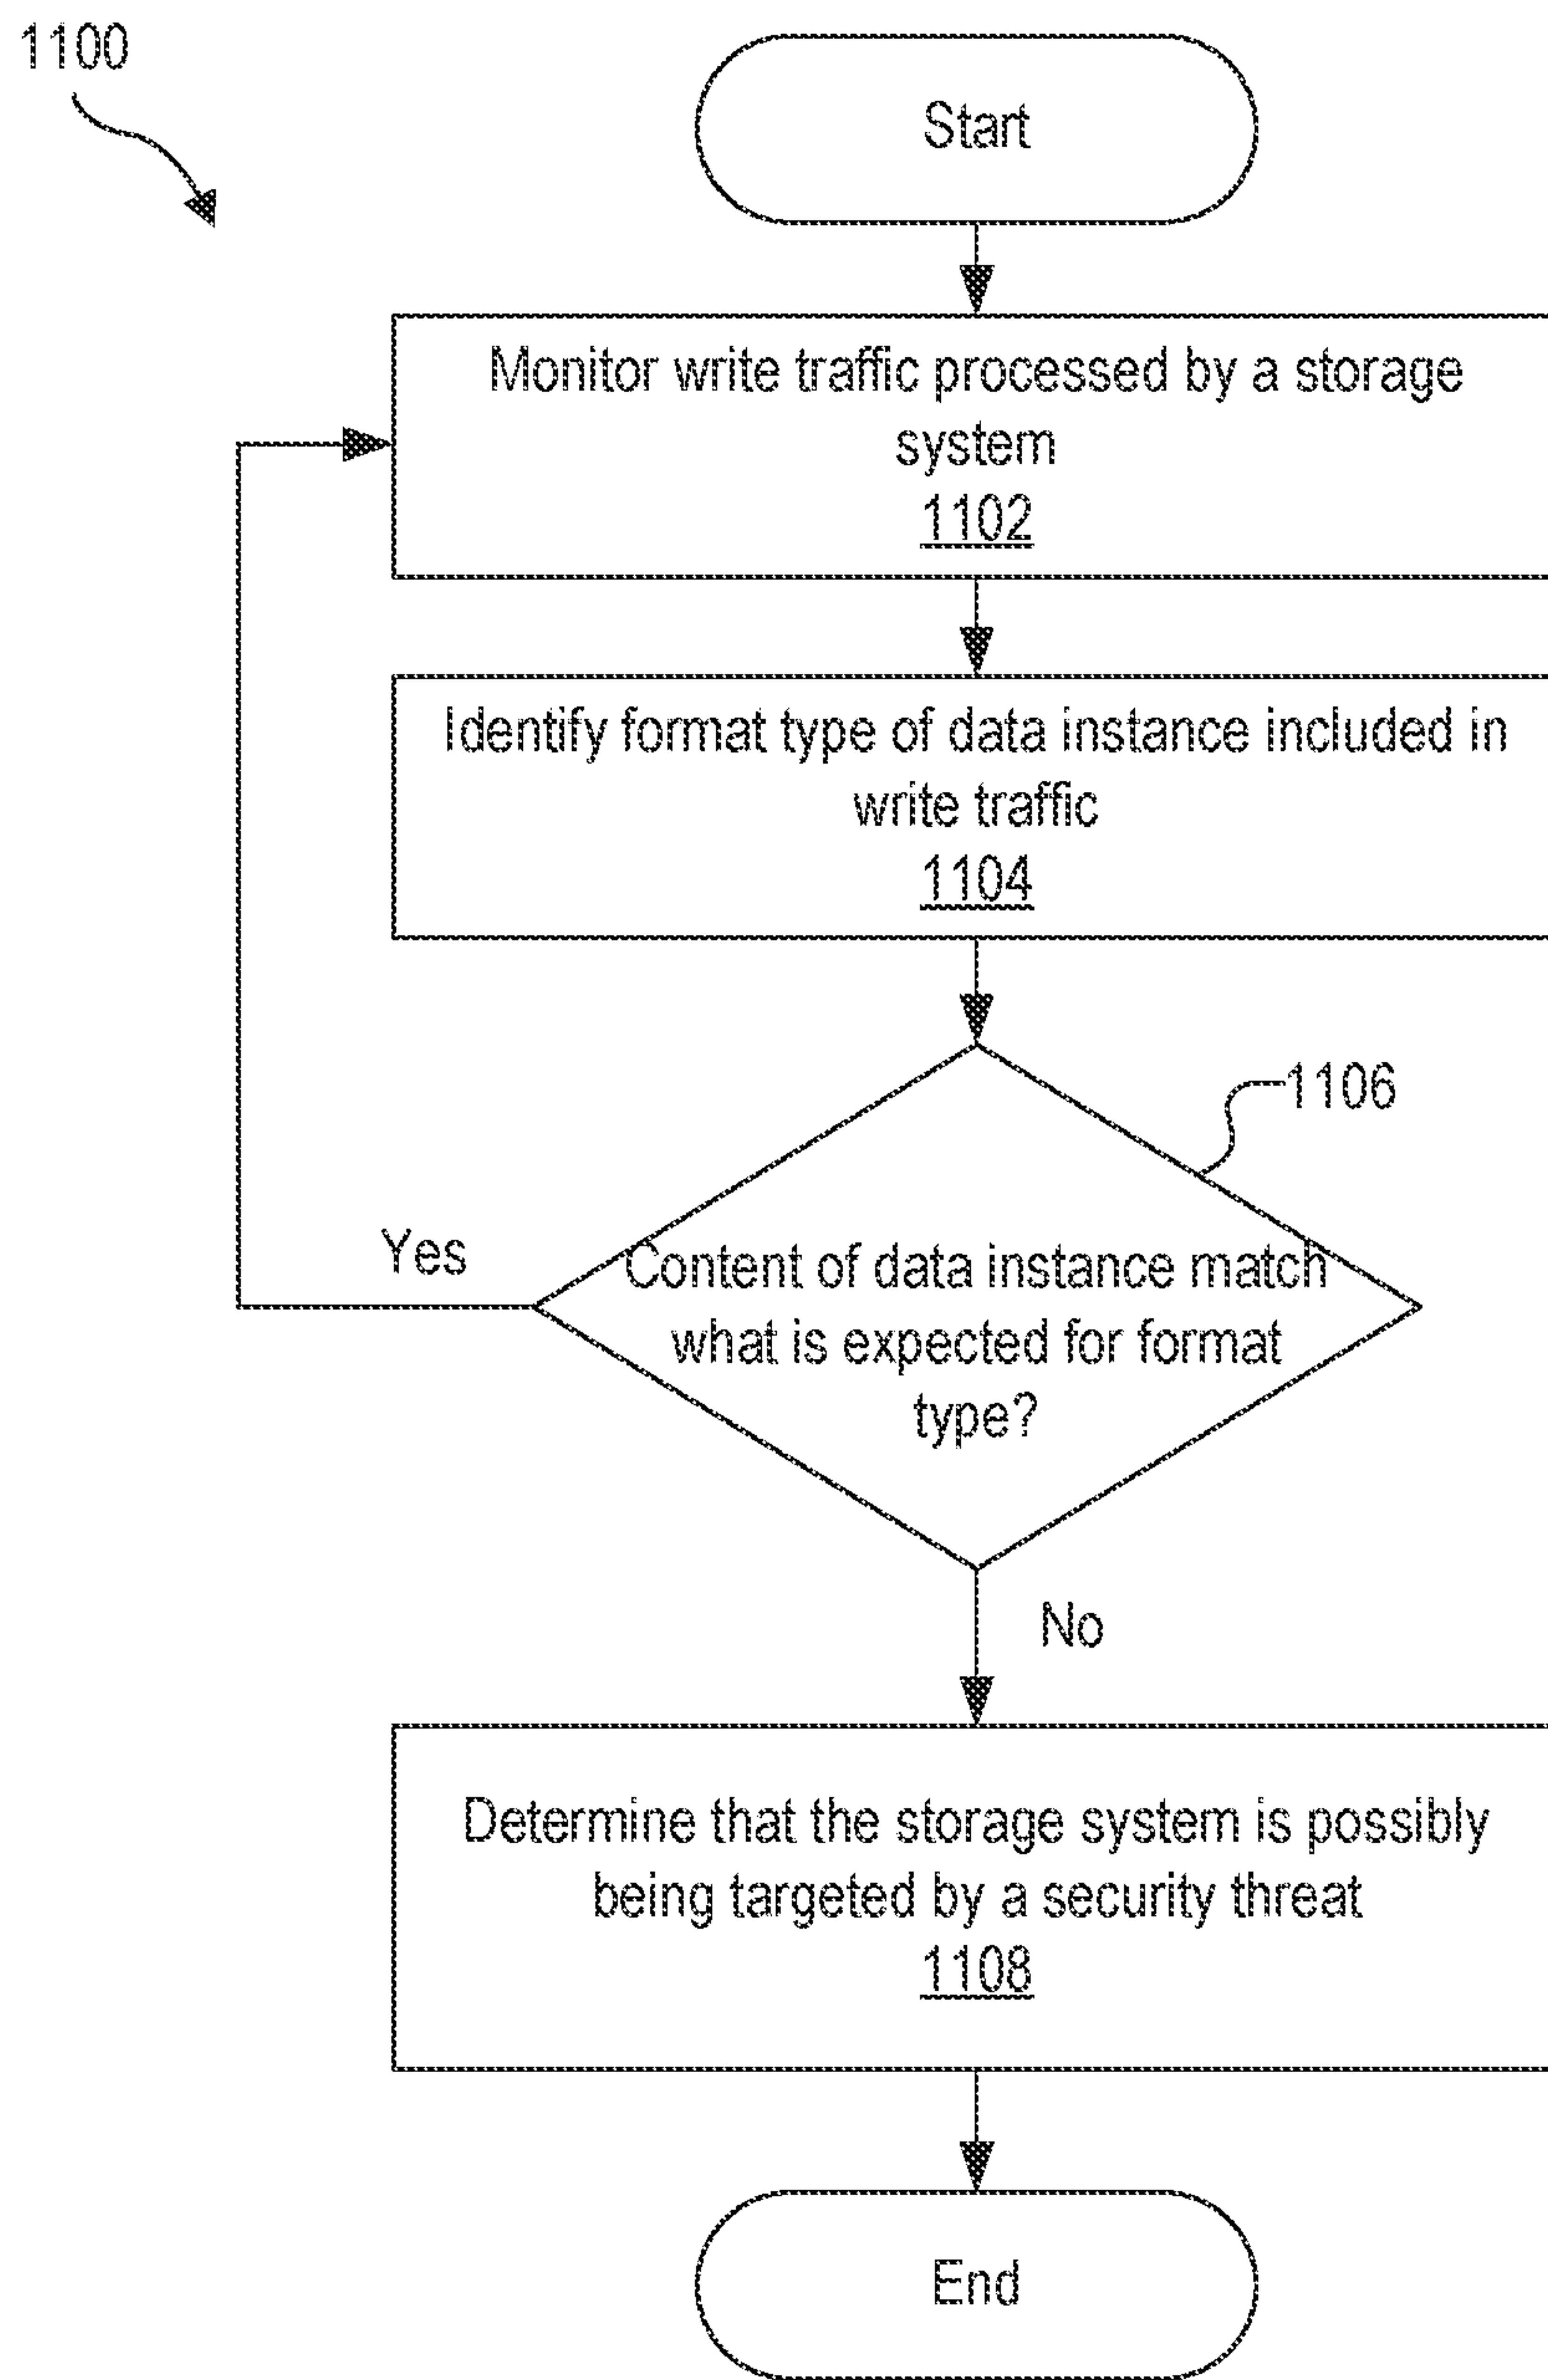 1100
Start
Monitor write traffic processed by a storage
system
1102
Identify format type of data instance included in
write traffic
1104
1106
Yes
Content of data instance match
what is expected for format
type?
No
Determine that the storage system is possibly
being targeted by a security threat
1108
End